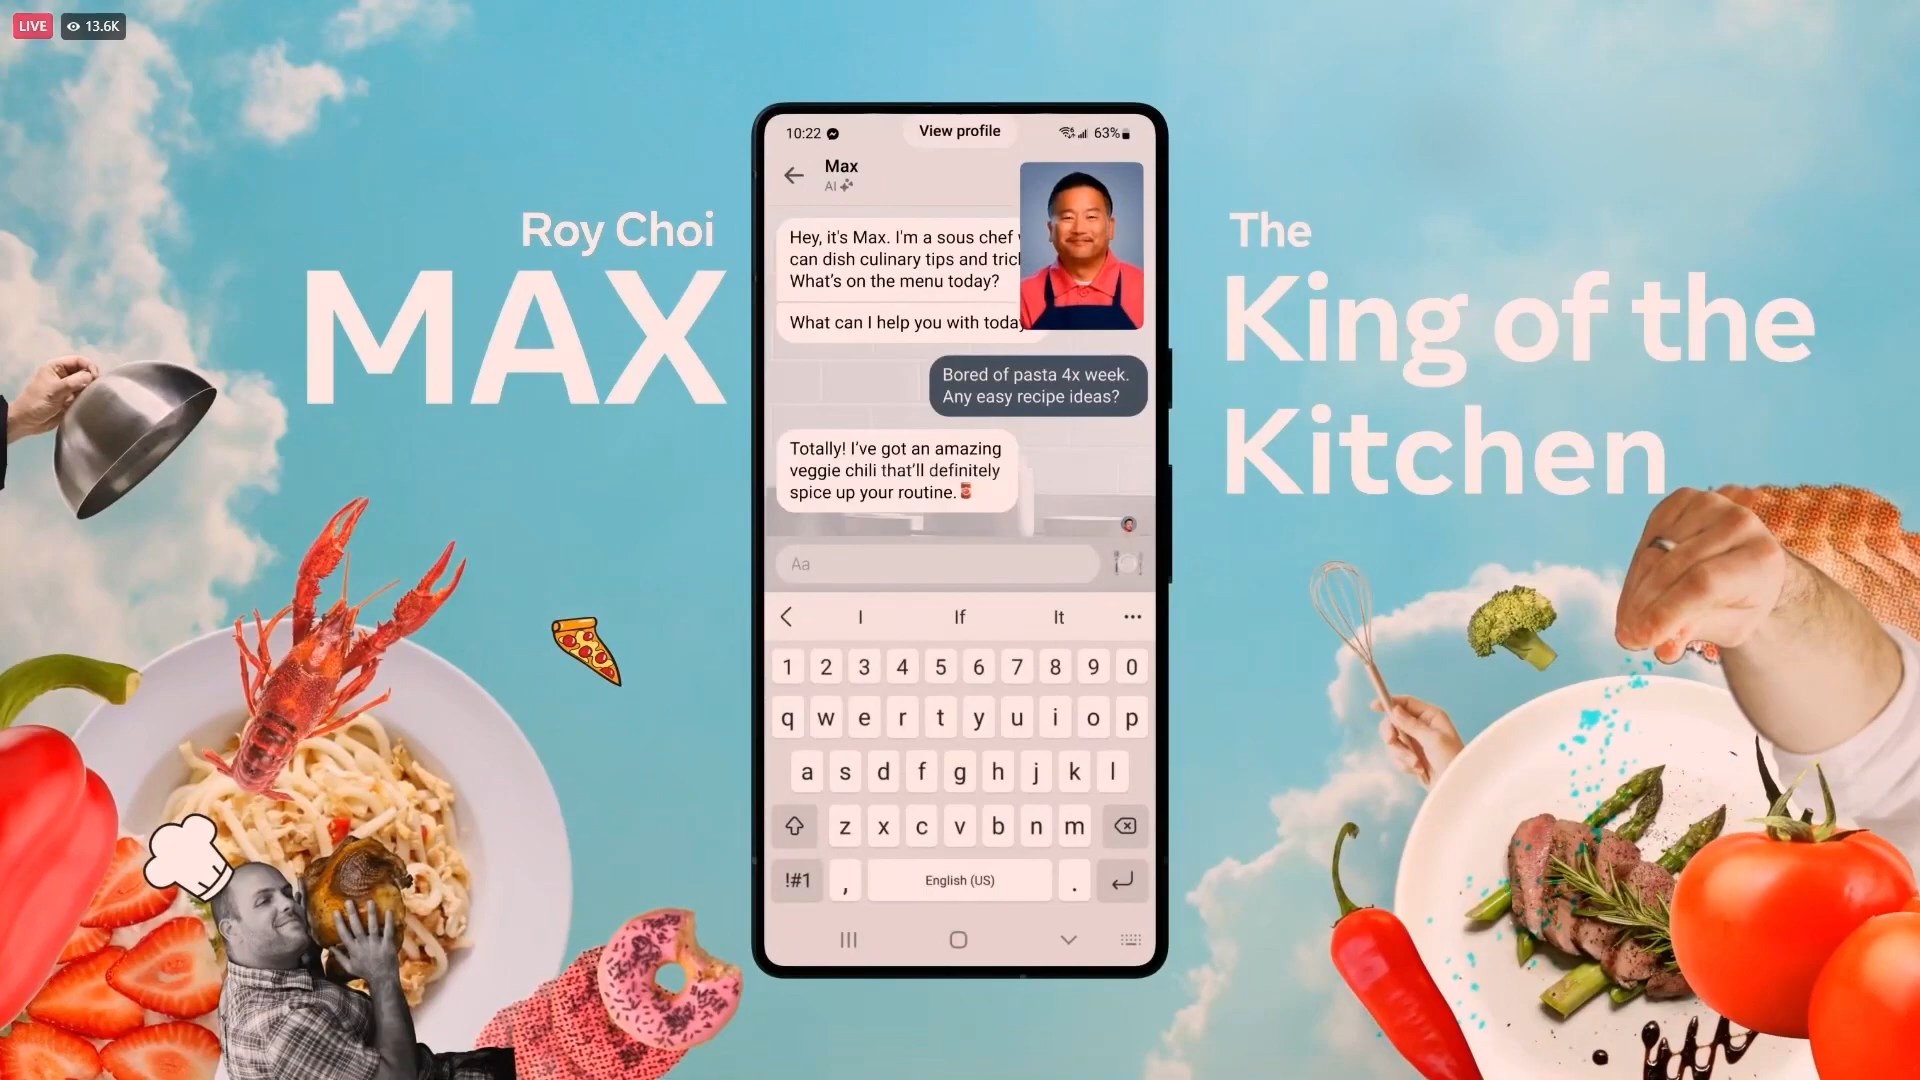 LIVE
13.6K
Roy Choi
MAX
10:22
View profile
63%
Max
AI
Hey, it's Max. I'm a sous chef
can dish culinary tips and tric
What's on the menu today?
What can I help you with today
Bored of pasta 4x week.
Any easy recipe ideas?
Totally! I've got an amazing
veggie chili that'll definitely
spice up your routine.
Aa
I If It
1 2 3 4 5 6 7 8 9 0
q w e r t y u i o p
a s d f g h j k l
z x c v b n m
!#1 , English (US) .
The
King of the
Kitchen